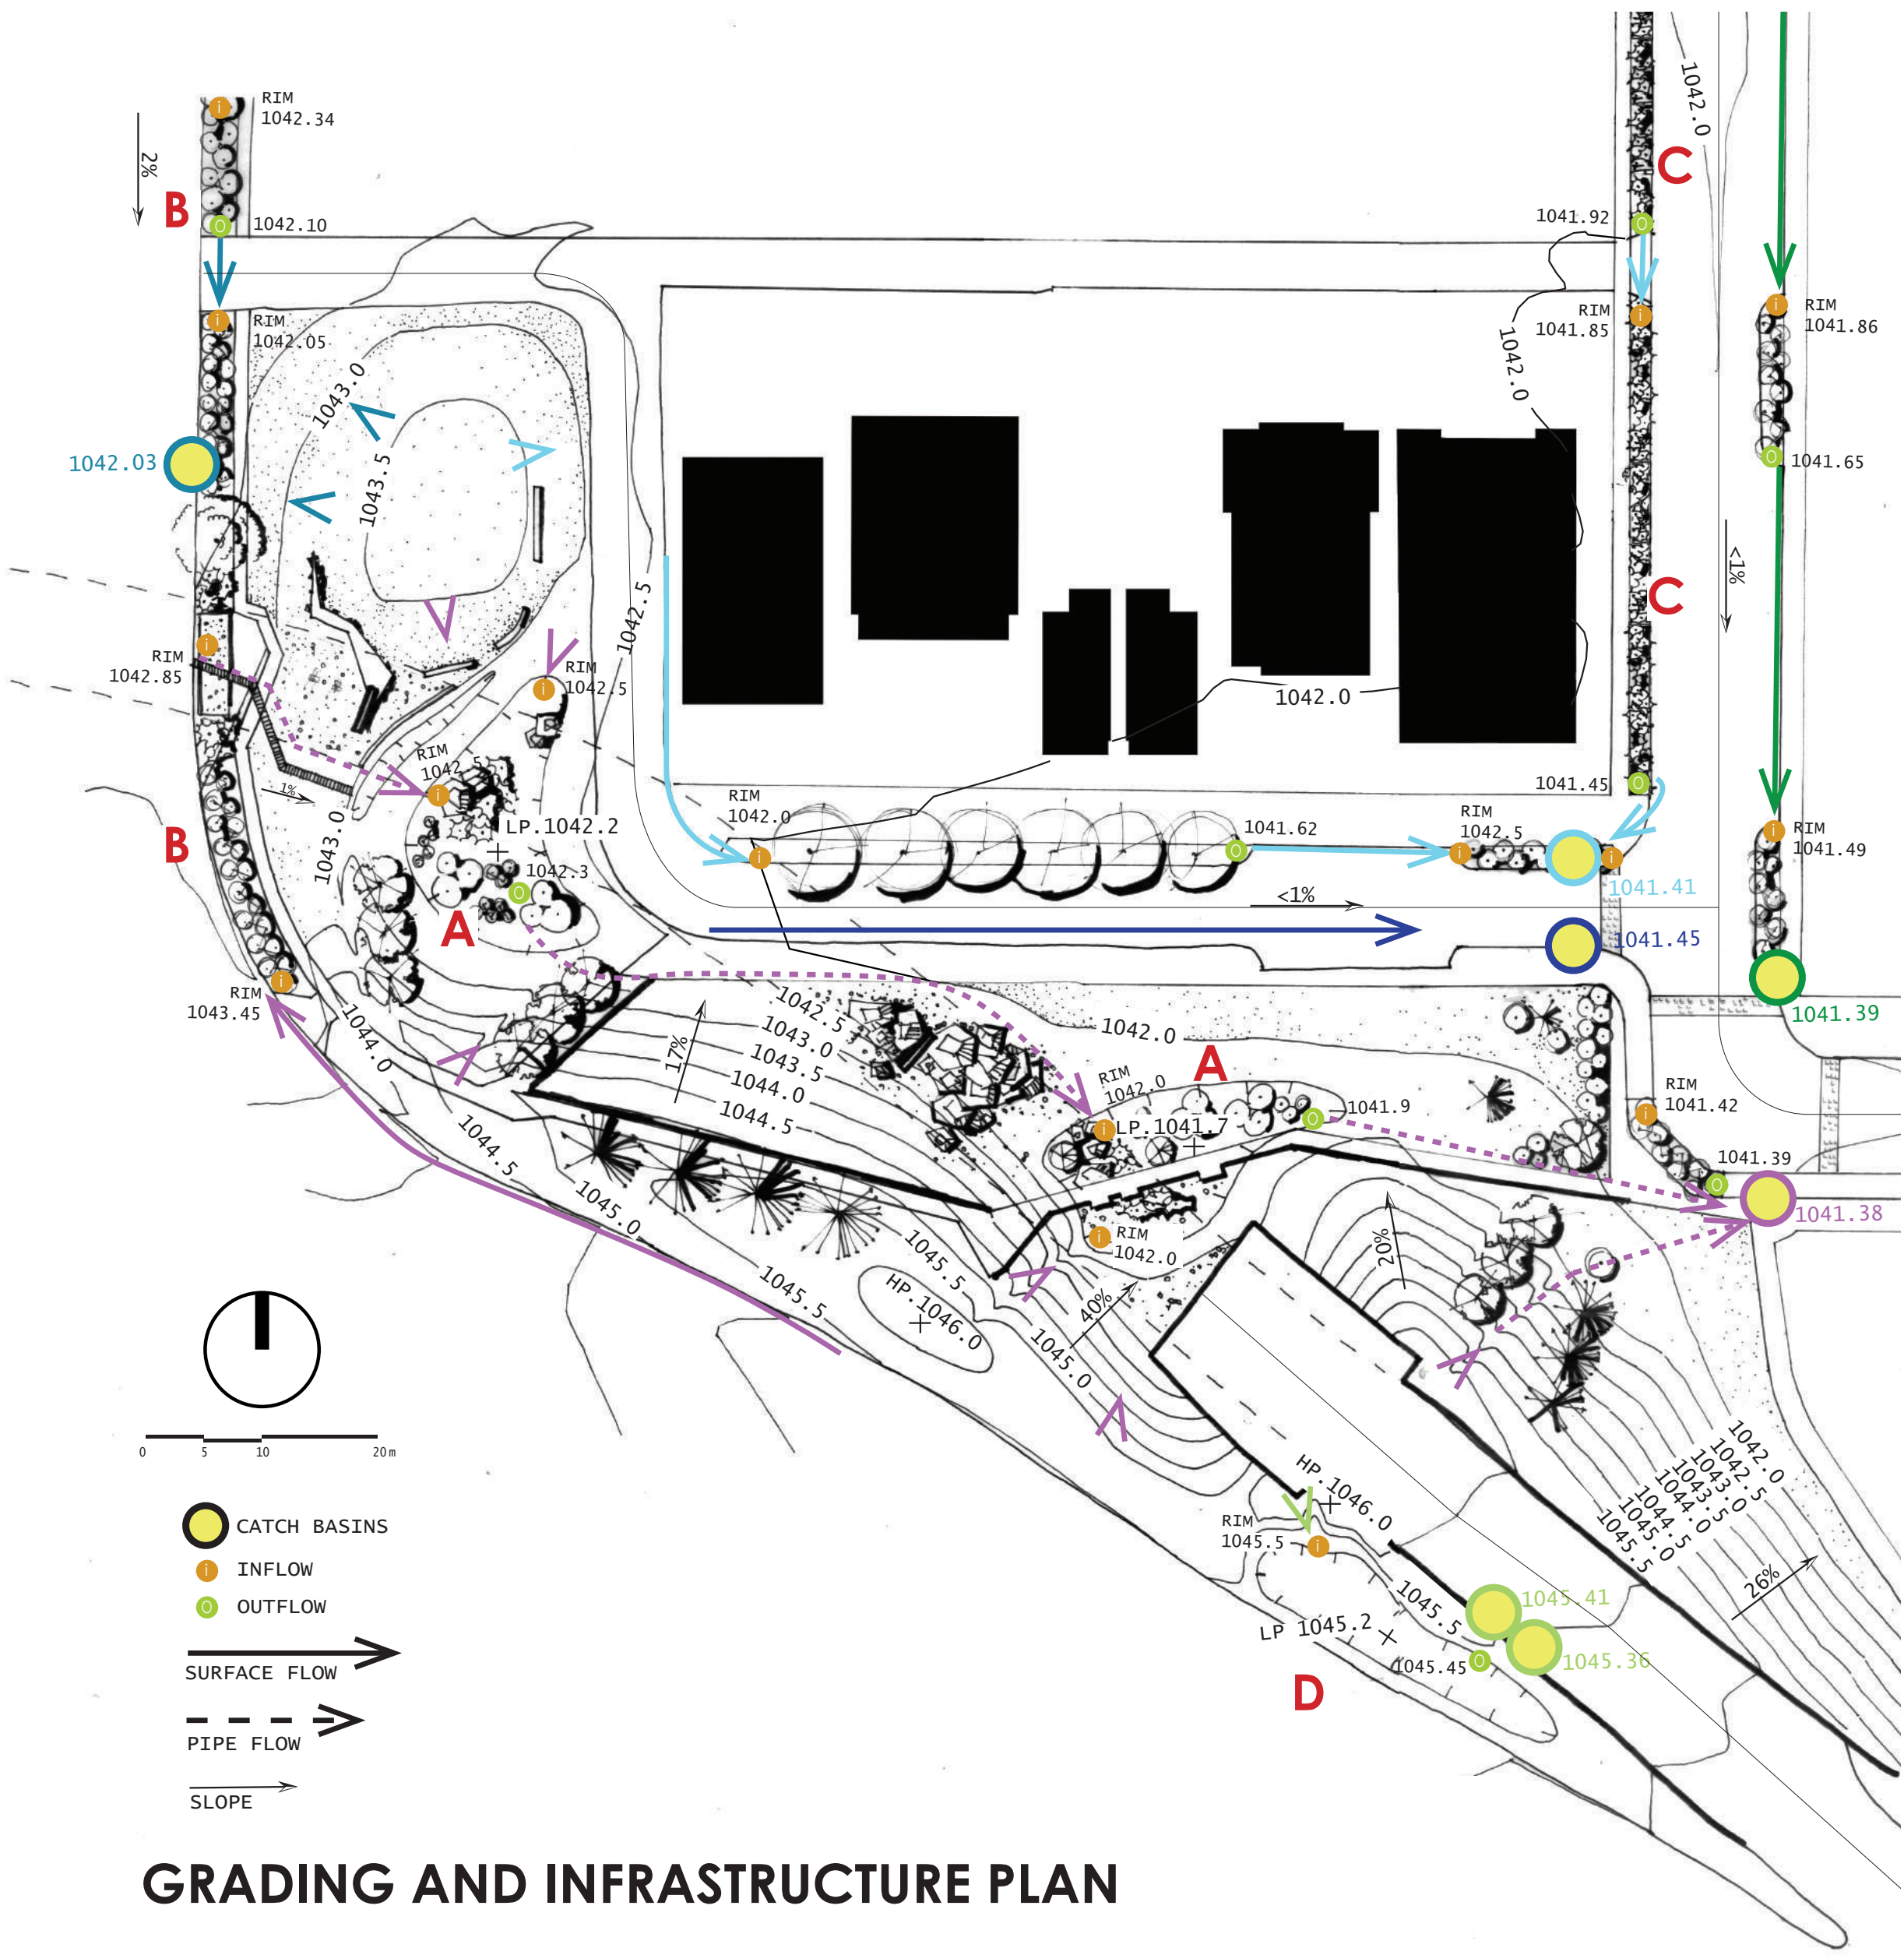 RIM
1042.34
2%
B
1042.10
RIM
1042.05
1042.03
1043.0
1043.5
1042.5
RIM
1042.85
RIM
1042.5
RIM
1042.5
1%
LP.1042.2
1042.3
1043.0
B
A
RIM
1043.45
1044.0
1042.0
C
1041.92
RIM
1041.85
1042.0
C
<1%
RIM
1041.86
1041.65
1042.0
1041.45
RIM
1042.0
1041.62
RIM
1042.5
1041.41
RIM
1041.49
<1%
1041.45
1041.39
17%
1042.5
1043.0
1043.5
1044.0
1044.5
1042.0
A
RIM
1042.0
LP.1041.7
1041.9
RIM
1041.42
1041.39
1041.38
RIM
1042.0
20%
40%
1044.5
1045.0
1045.5
1045.5
HP.1046.0
1045.0
HP.1046.0
RIM
1045.5
1045.5
LP 1045.2
1045.45
1045.41
1045.36
D
1042.0
1042.5
1043.0
1043.5
1044.0
1044.5
1045.0
1045.5
26%
0 5 10 20m
CATCH BASINS
i INFLOW
O OUTFLOW
SURFACE FLOW
PIPE FLOW
SLOPE
GRADING AND INFRASTRUCTURE PLAN